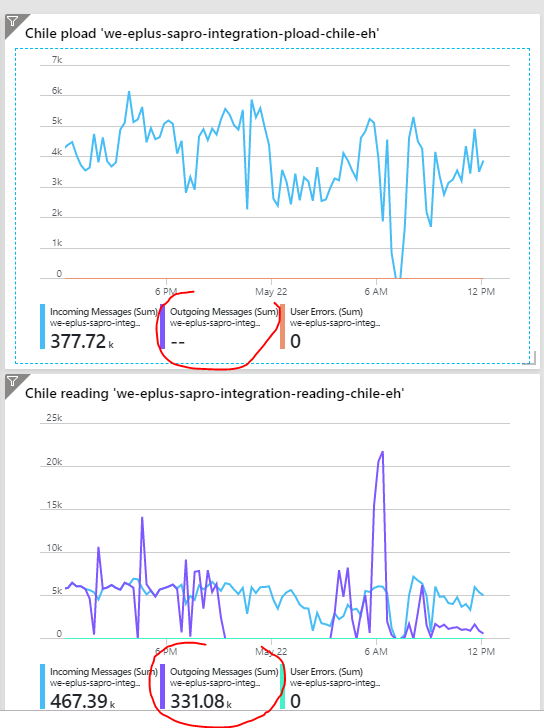 Chile pload 'we-eplus-sapro-integration-pload-chile-eh'
7k
6k
5k
4k
3k
2k
1k
0
6 PM May 22 6 AM 12 PM
Incoming Messages (Sum) Outgoing Messages (Sum) User Errors. (Sum)
we-eplus-sapro-integ... we-eplus-sapro-integ... we-eplus-sapro-integ...
377.72 k -- 0
Chile reading 'we-eplus-sapro-integration-reading-chile-eh'
25k
20k
15k
10k
5k
0
6 PM May 22 6 AM 12 PM
Incoming Messages (Sum) Outgoing Messages (Sum) User Errors. (Sum)
we-eplus-sapro-integ... we-eplus-sapro-integ... we-eplus-sapro-integ...
467.39 k 331.08 k 0